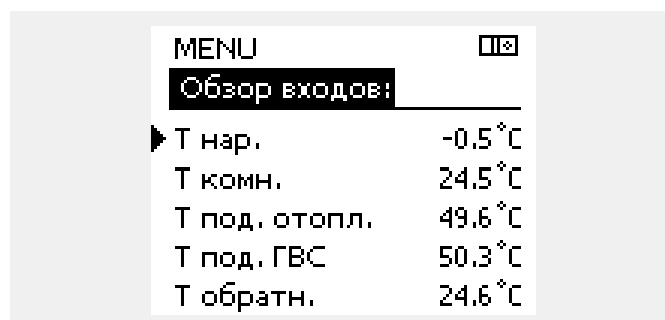 MENU
Обзор входов:
Т нар. -0.5°C
Т комн. 24.5°C
Т под. отопл. 49.6°C
Т под. ГВС 50.3°C
Т обратн. 24.6°C